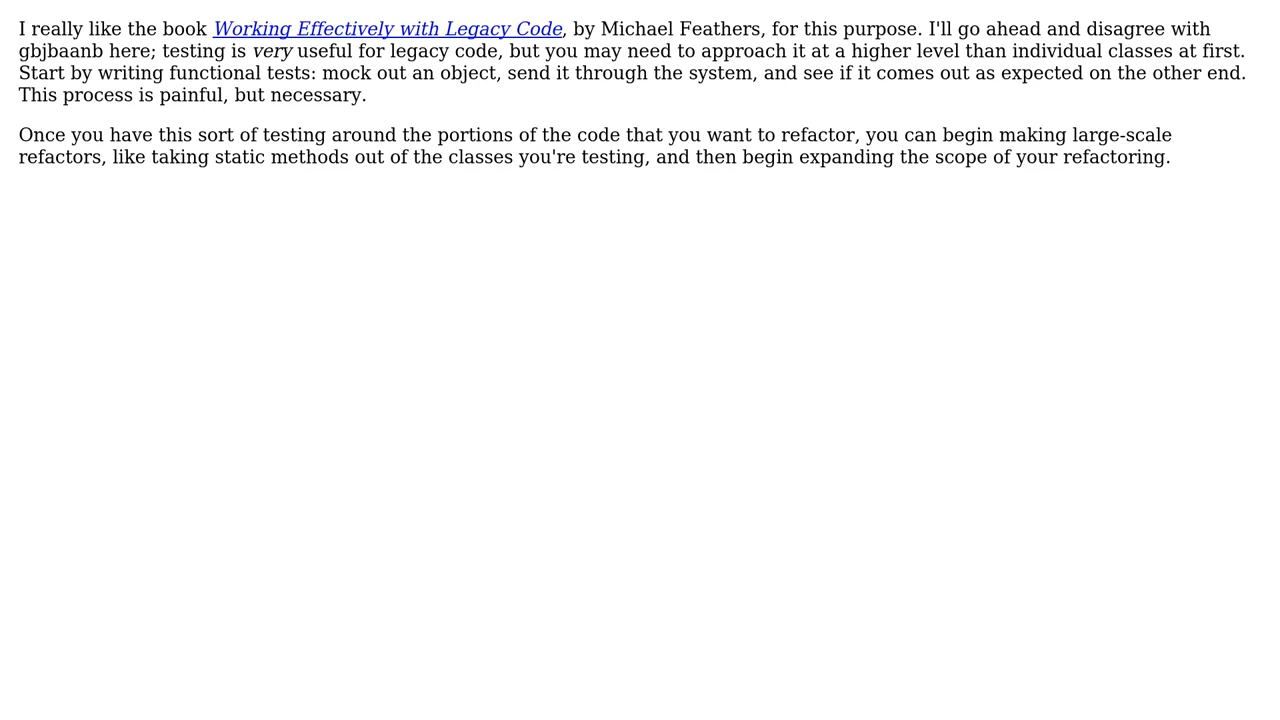 I really like the book Working Effectively with Legacy Code, by Michael Feathers, for this purpose. I'll go ahead and disagree with
gbjbaanb here; testing is very useful for legacy code, but you may need to approach it at a higher level than individual classes at first.
Start by writing functional tests: mock out an object, send it through the system, and see if it comes out as expected on the other end.
This process is painful, but necessary.
Once you have this sort of testing around the portions of the code that you want to refactor, you can begin making large-scale
refactors, like taking static methods out of the classes you're testing, and then begin expanding the scope of your refactoring.